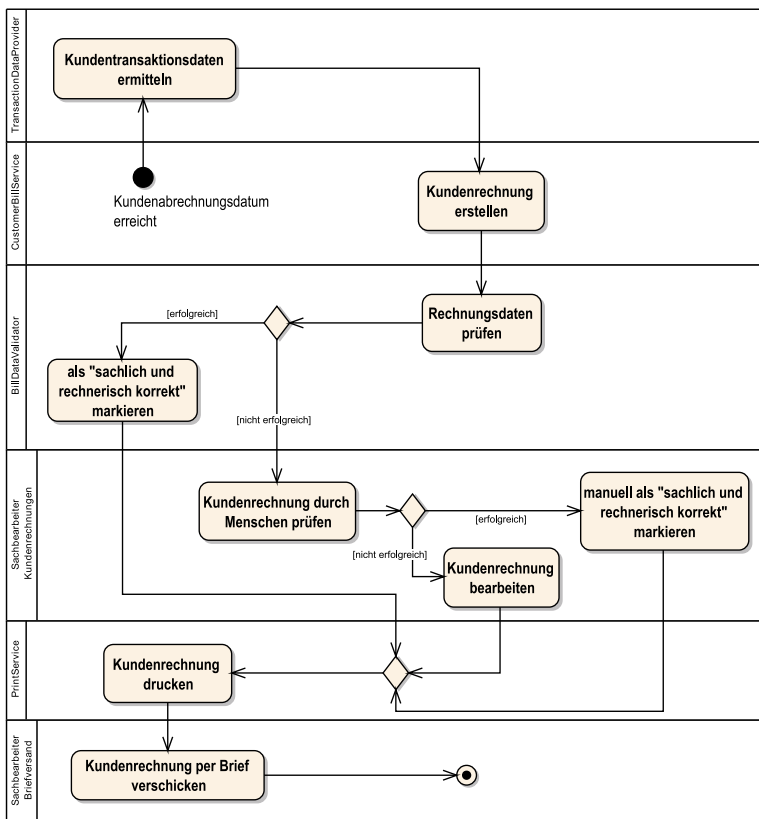 TransactionDataProvider
Kundentransaktionsdaten
ermitteln
CustomerBillService
Kundenabrechnungsdatum
erreicht
Kundenrechnung
erstellen
BillDataValidator
Rechnungsdaten
prüfen
[erfolgreich]
als "sachlich und
rechnerisch korrekt"
markieren
[nicht erfolgreich]
Sachbearbeiter
Kundenrechnungen
Kundenrechnung durch
Menschen prüfen
[erfolgreich]
manuell als "sachlich und
rechnerisch korrekt"
markieren
[nicht erfolgreich]
Kundenrechnung
bearbeiten
PrintService
Kundenrechnung
drucken
Sachbearbeiter
Briefversand
Kundenrechnung per Brief
verschicken